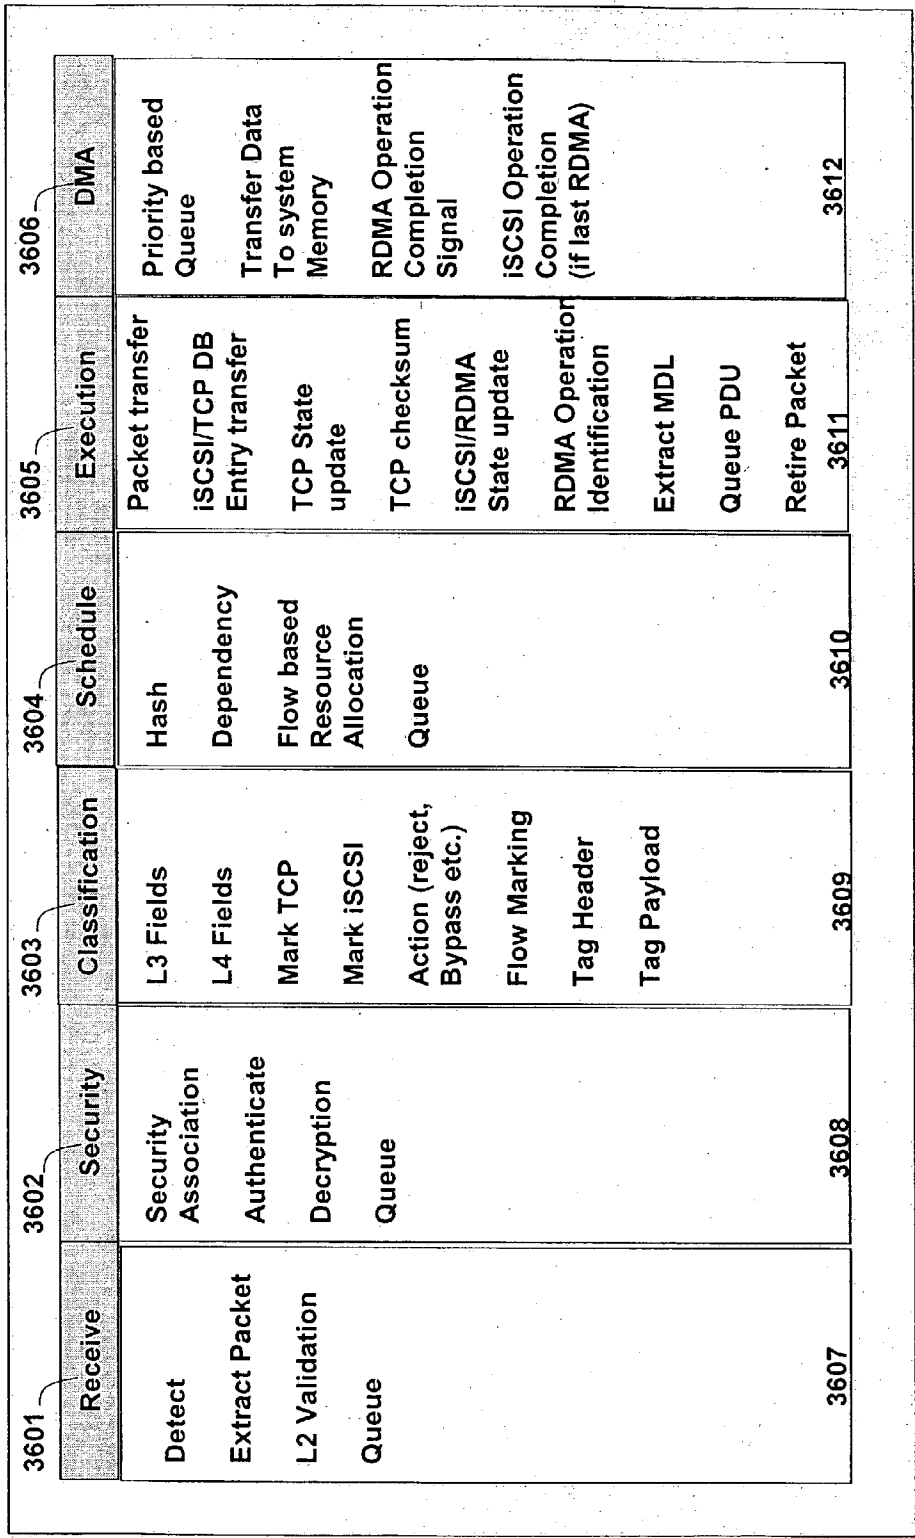 3601
Receive
Detect
Extract Packet
L2 Validation
Queue
3607
3602
Security
Security
Association
Authenticate
Decryption
Queue
3608
3603
Classification
L3 Fields
L4 Fields
Mark TCP
Mark iSCSI
Action (reject,
Bypass etc.)
Flow Marking
Tag Header
Tag Payload
3609
3604
Schedule
Hash
Dependency
Flow based
Resource
Allocation
Queue
3610
3605
Execution
Packet transfer
iSCSI/TCP DB
Entry transfer
TCP State
update
TCP checksum
iSCSI/RDMA
State update
RDMA Operation
Identification
Extract MDL
Queue PDU
Retire Packet
3611
3606
DMA
Priority based
Queue
Transfer Data
To system
Memory
RDMA Operation
Completion
Signal
iSCSI Operation
Completion
(if last RDMA)
3612